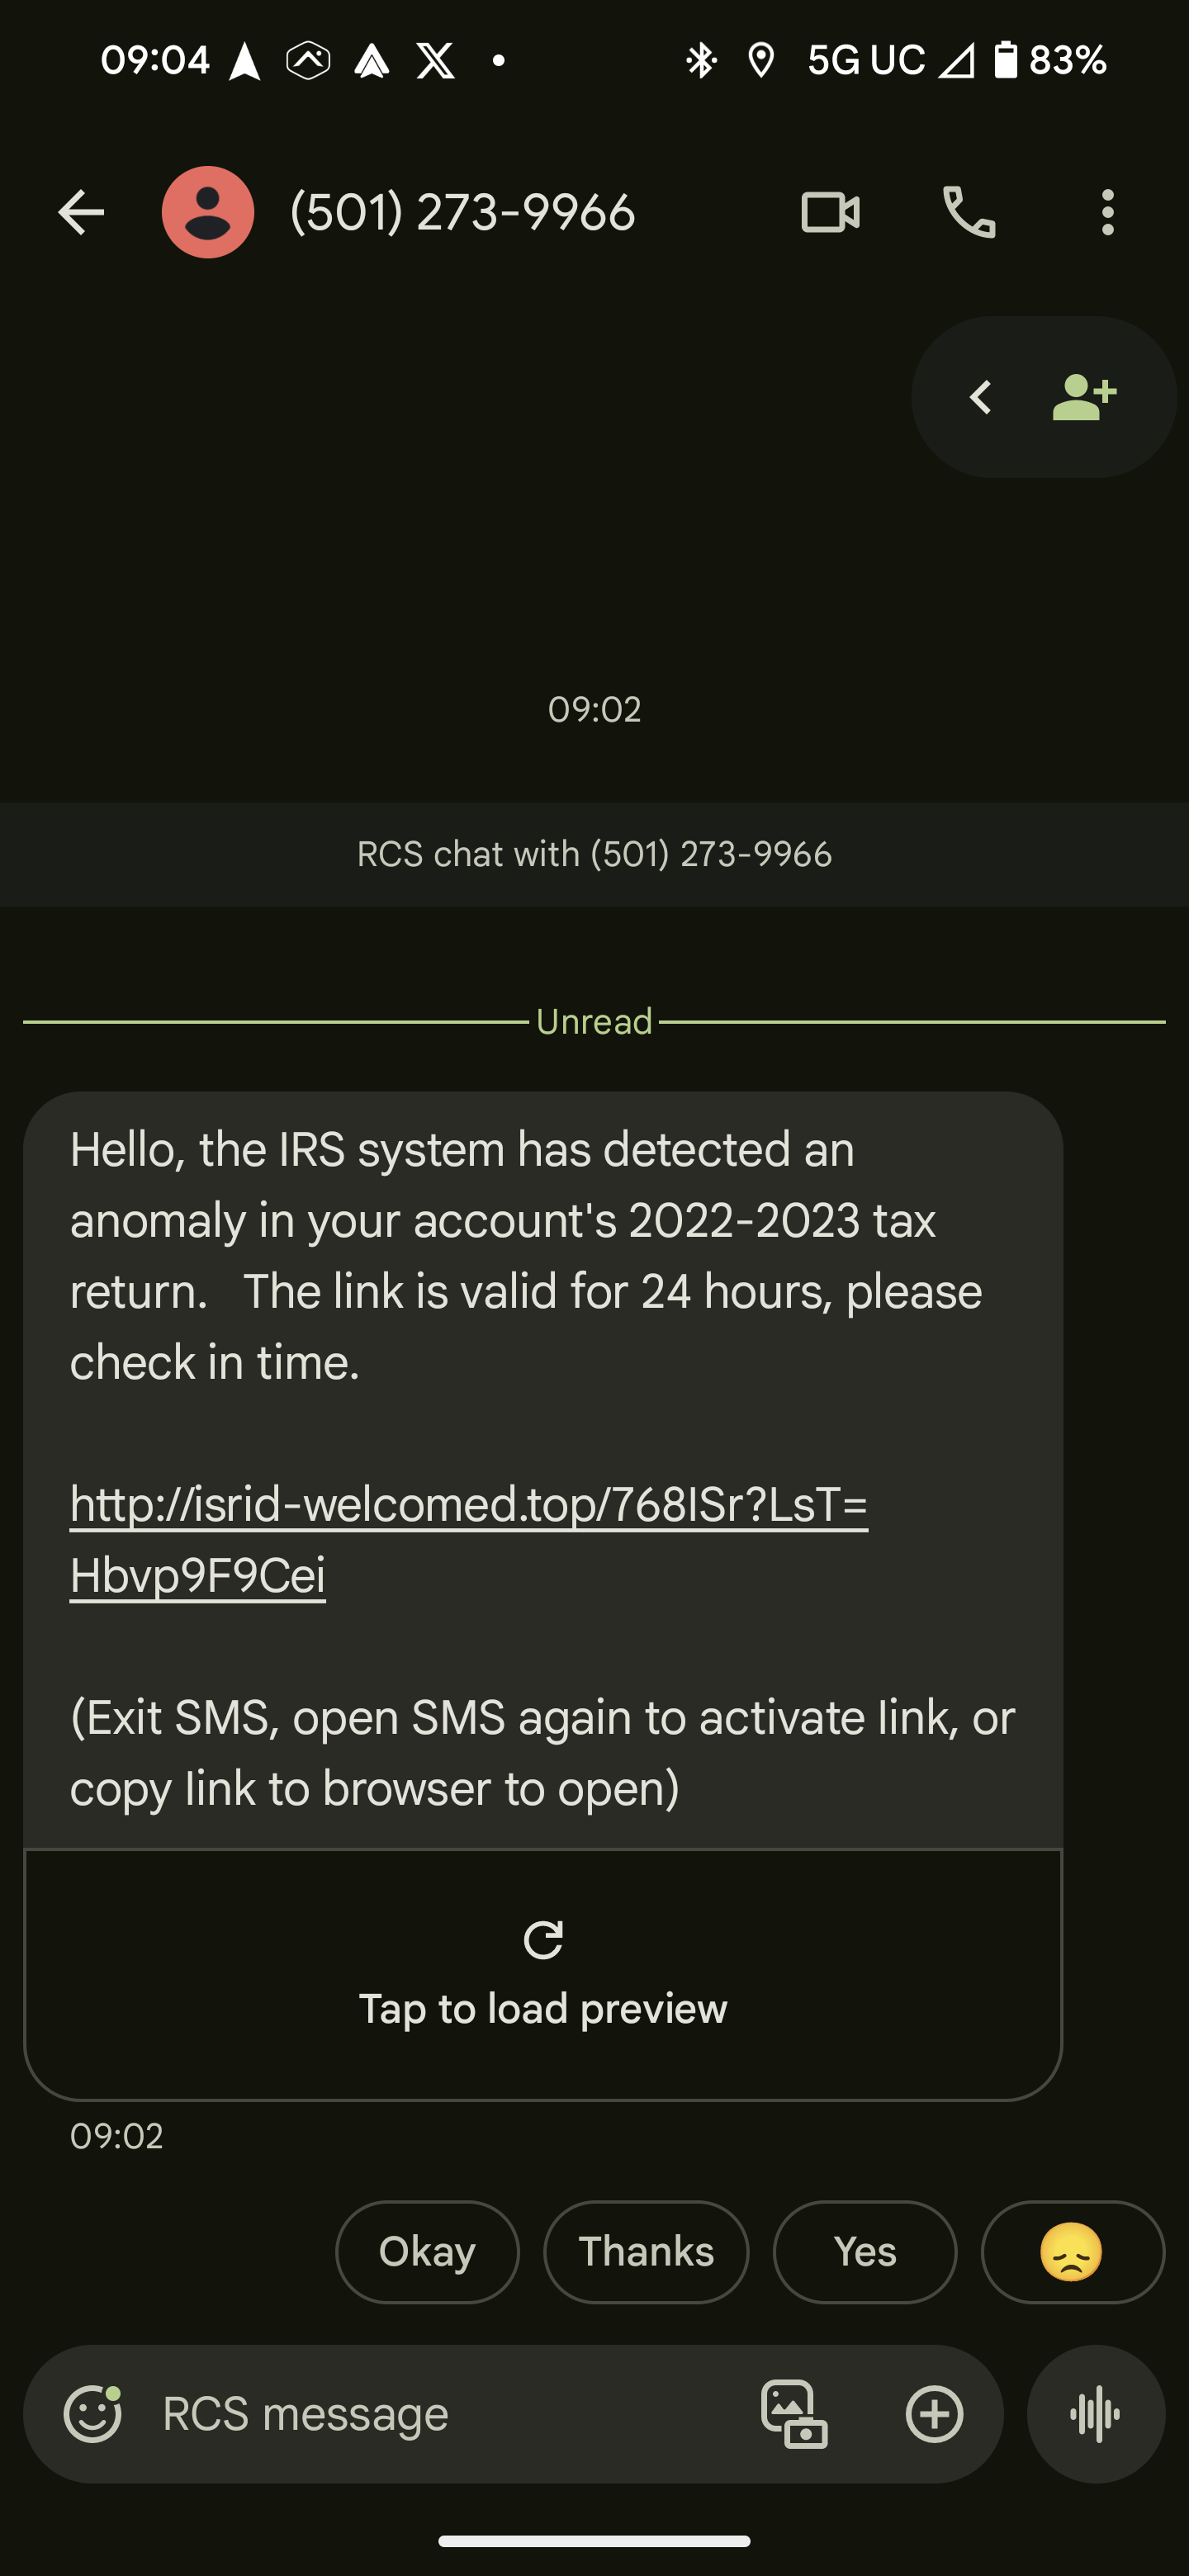 09:04 5G UC 83%
(501) 273-9966
09:02
RCS chat with (501) 273-9966
Unread
Hello, the IRS system has detected an
anomaly in your account's 2022-2023 tax
return.   The link is valid for 24 hours, please
check in time.
http://isrid-welcomed.top/768ISr?LsT=
Hbvp9F9Cei
(Exit SMS, open SMS again to activate link, or
copy link to browser to open)
Tap to load preview
09:02
Okay Thanks Yes 😞
RCS message